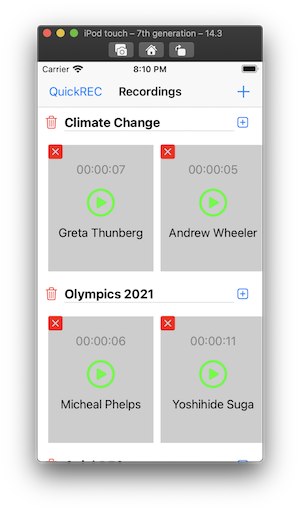 iPod touch – 7th generation – 14.3
Carrier 8:10 PM
QuickREC Recordings
Climate Change
00:00:07 00:00:05
Greta Thunberg Andrew Wheeler
Olympics 2021
00:00:06 00:00:11
Micheal Phelps Yoshihide Suga